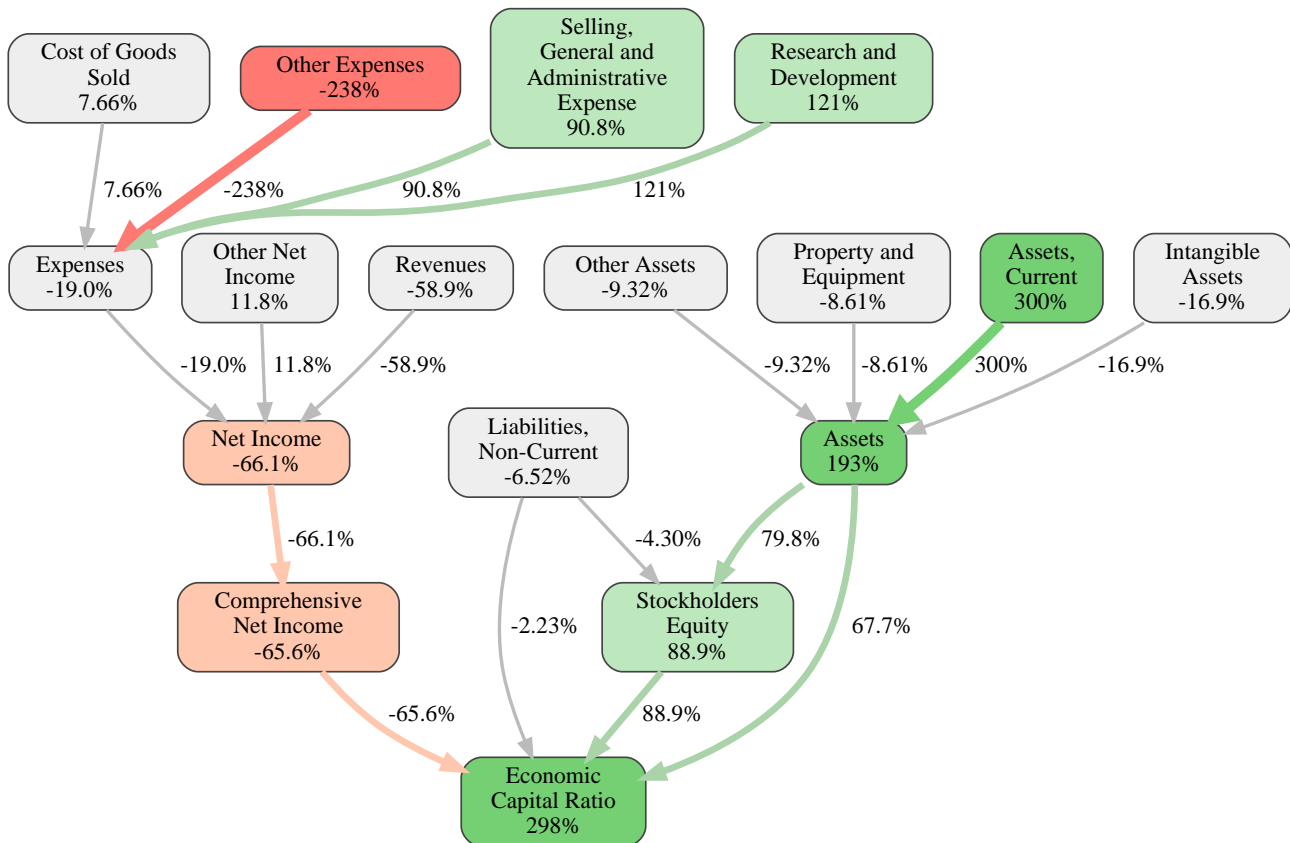 Cost of Goods
Sold
7.66%
Other Expenses
-238%
Selling,
General and
Administrative
Expense
90.8%
Research and
Development
121%
7.66%
-238%
90.8%
121%
Expenses
-19.0%
Other Net
Income
11.8%
Revenues
-58.9%
Other Assets
-9.32%
Property and
Equipment
-8.61%
Assets,
Current
300%
Intangible
Assets
-16.9%
-19.0%
11.8%
-58.9%
-9.32%
-8.61%
300%
-16.9%
Net Income
-66.1%
Liabilities,
Non-Current
-6.52%
Assets
193%
-66.1%
-4.30%
79.8%
Comprehensive
Net Income
-65.6%
-2.23%
Stockholders
Equity
88.9%
67.7%
-65.6%
88.9%
Economic
Capital Ratio
298%